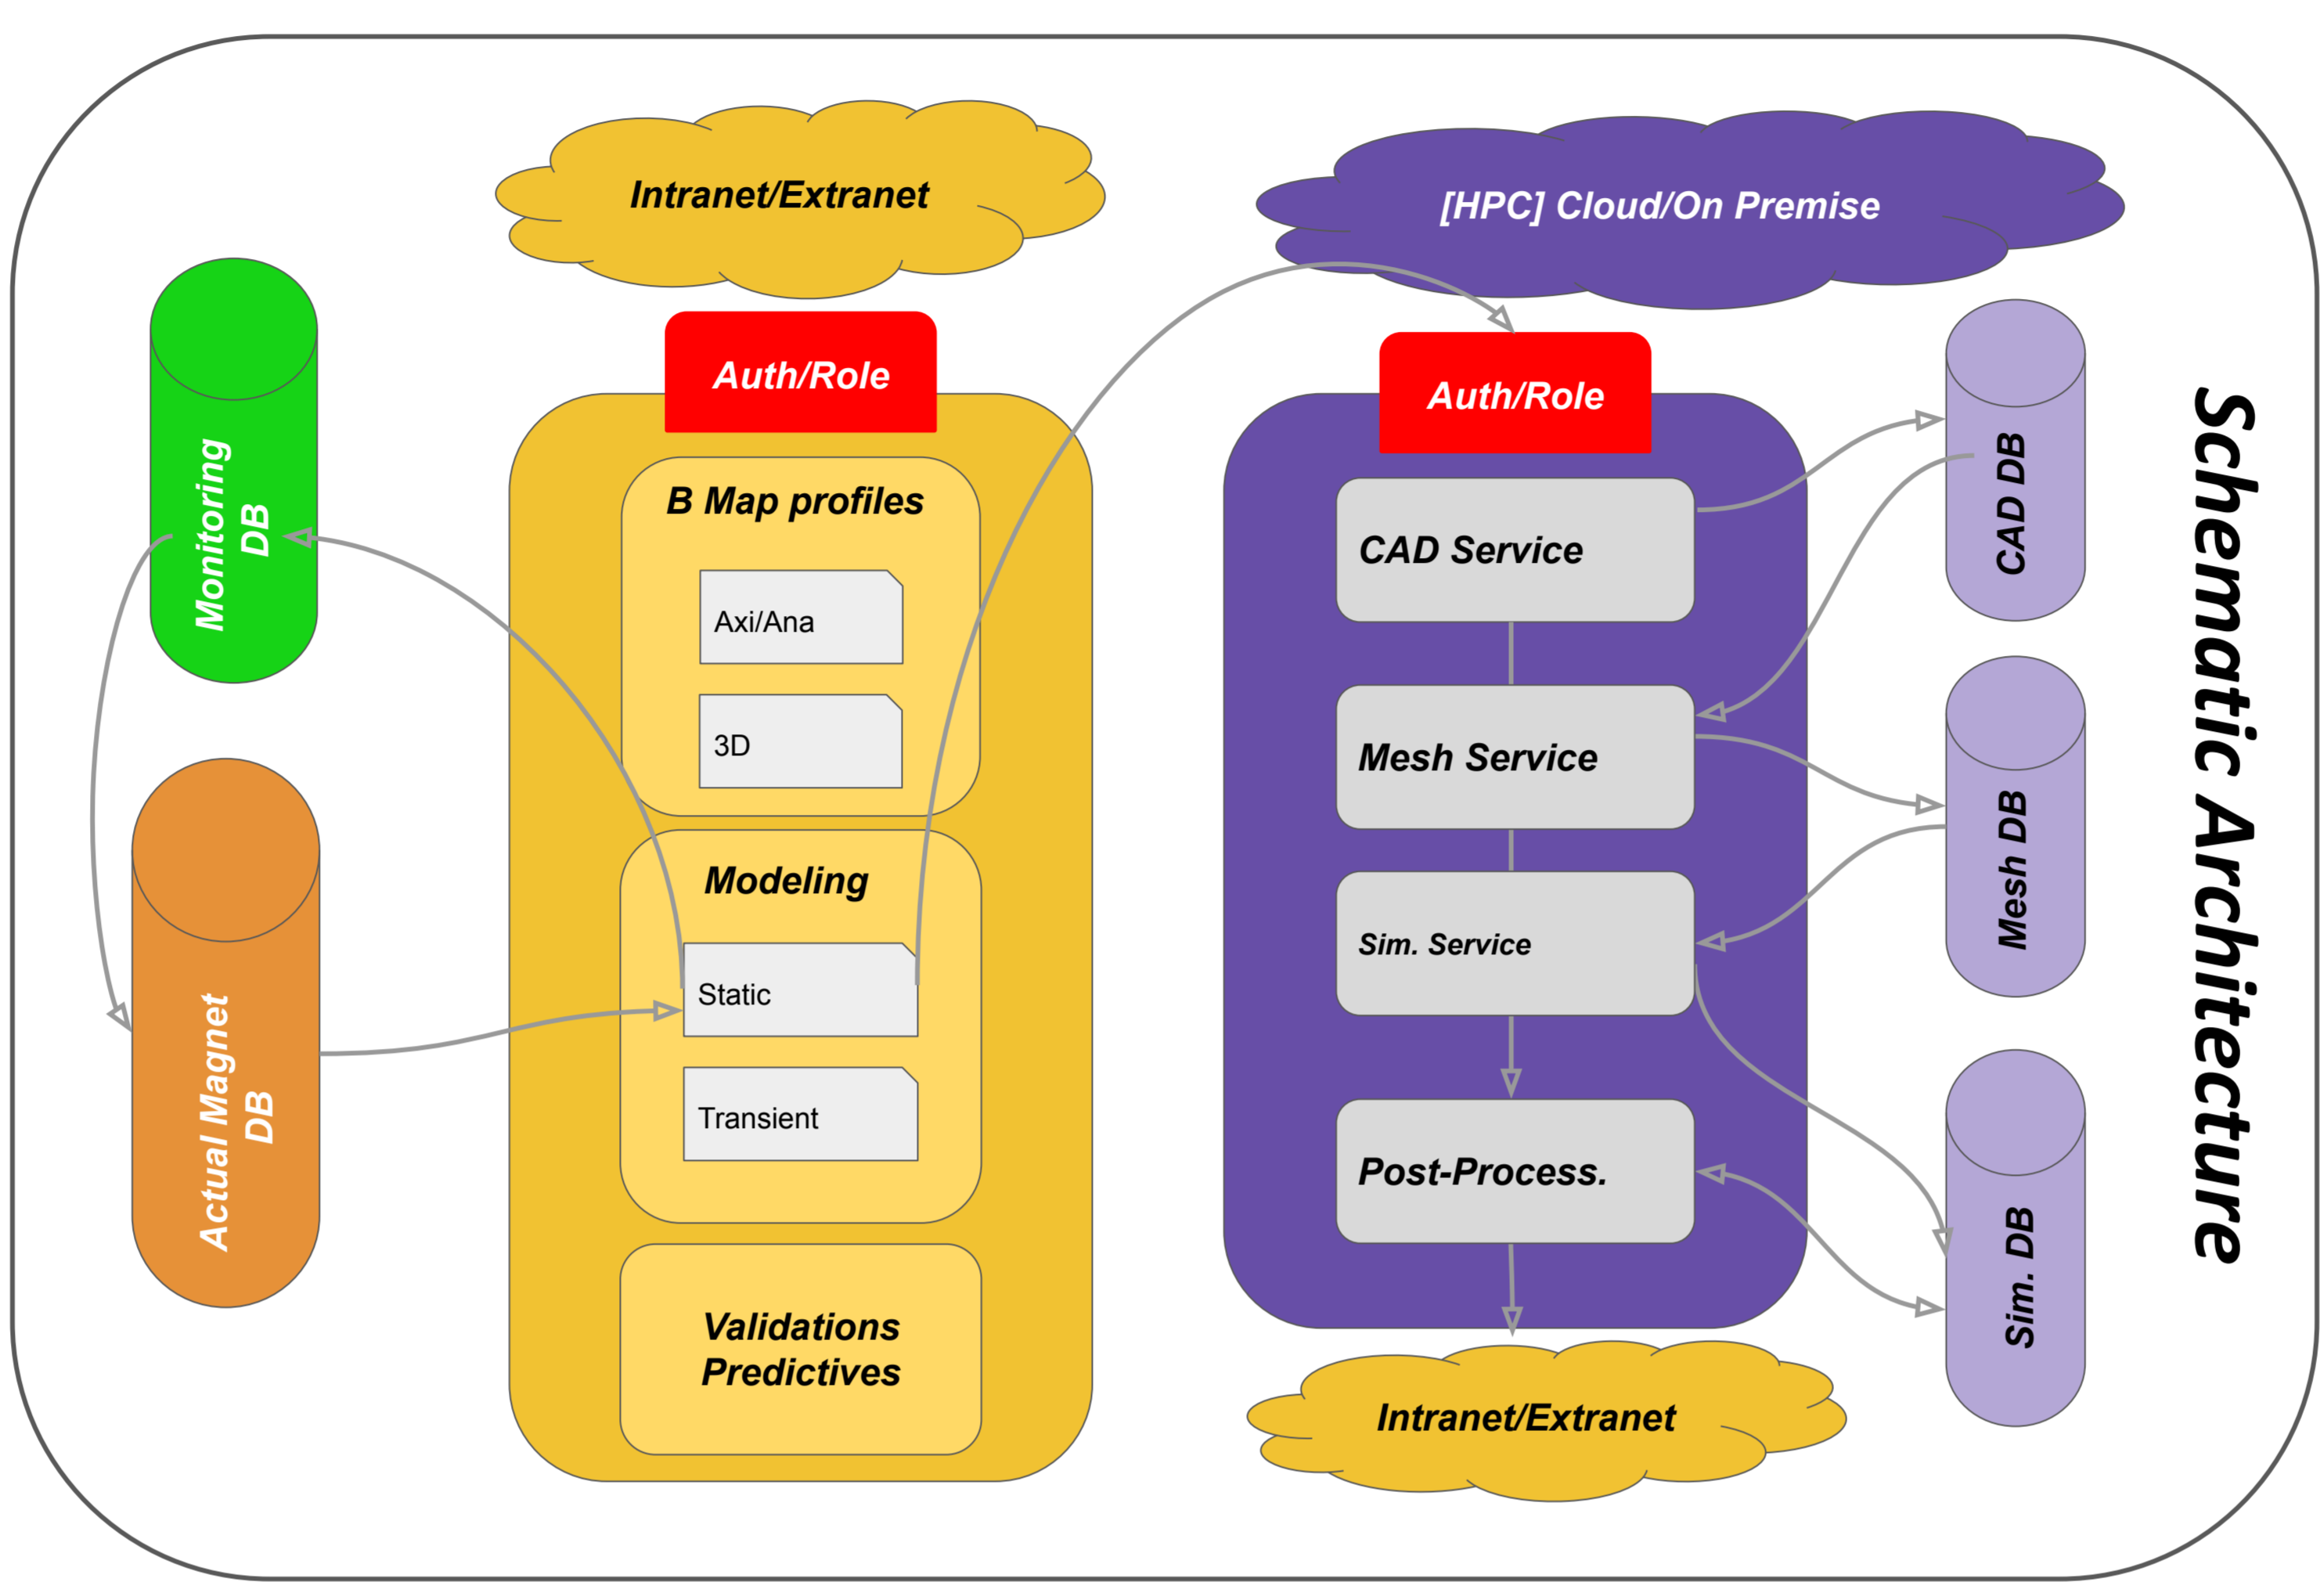 Intranet/Extranet
[HPC] Cloud/On Premise
Monitoring
DB
Actual Magnet
DB
Auth/Role
B Map profiles
Axi/Ana
3D
Modeling
Static
Transient
Validations
Predictives
Auth/Role
CAD Service
Mesh Service
Sim. Service
Post-Process.
Intranet/Extranet
CAD DB
Mesh DB
Sim. DB
Schematic Architecture